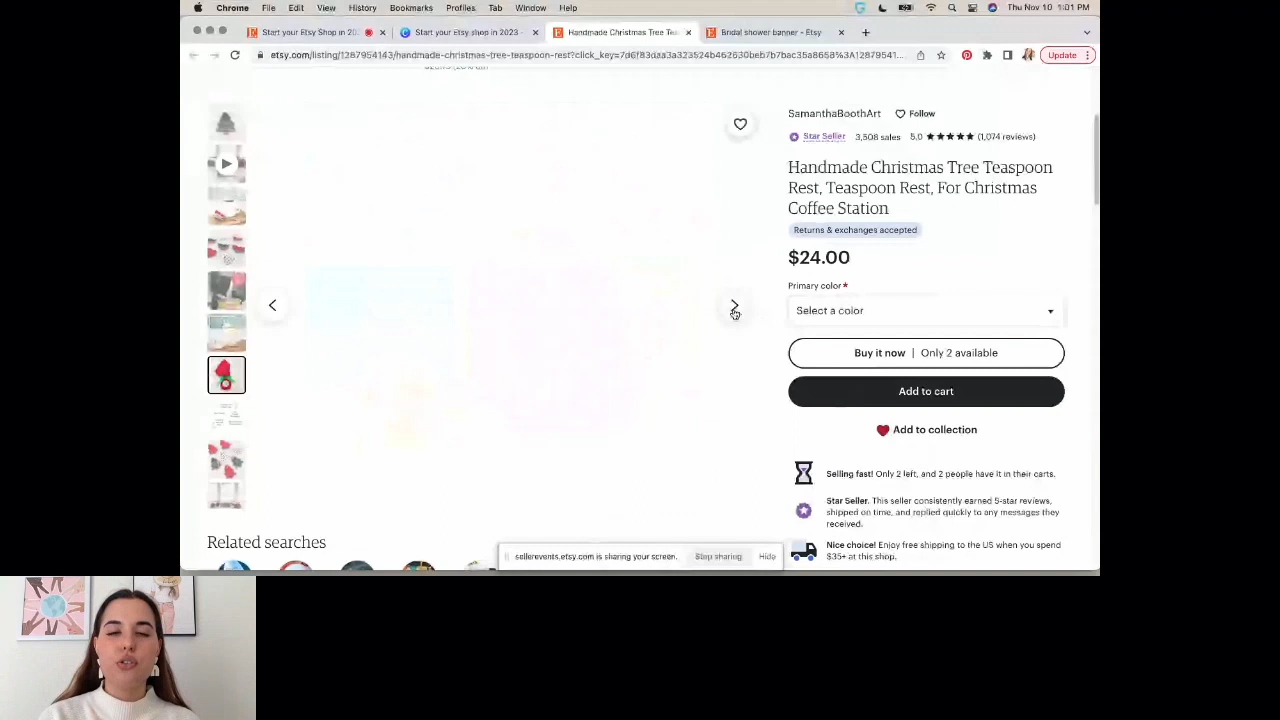 Chrome File Edit View History Bookmarks Profiles Tab Window Help
Thu Nov 10 1:01 PM
Start your Etsy Shop in 202
Start your Etsy shop in 2023 -
Handmade Christmas Tree Tea
Bridal shower banner - Etsy
etsy.com/listing/1287954143/handmade-christmas-tree-teaspoon-rest?click_key=7d6f83dza3a323524b462630beb7b7bac35a8658%3A12879541...
Update
SamanthaBoothArt Follow
Star Seller 3,508 sales 5.0 ★★★★★ (1,074 reviews)
Handmade Christmas Tree Teaspoon
Rest, Teaspoon Rest, For Christmas
Coffee Station
Returns & exchanges accepted
$24.00
Primary color*
Select a color
Buy it now | Only 2 available
Add to cart
Add to collection
Selling fast! Only 2 left, and 2 people have it in their carts.
Star Seller. This seller consistently earned 5-star reviews,
shipped on time, and replied quickly to any messages they
received.
Nice choice! Enjoy free shipping to the US when you spend
$35+ at this shop.
Related searches
sellerevents.etsy.com is sharing your screen. Stop sharing Hide